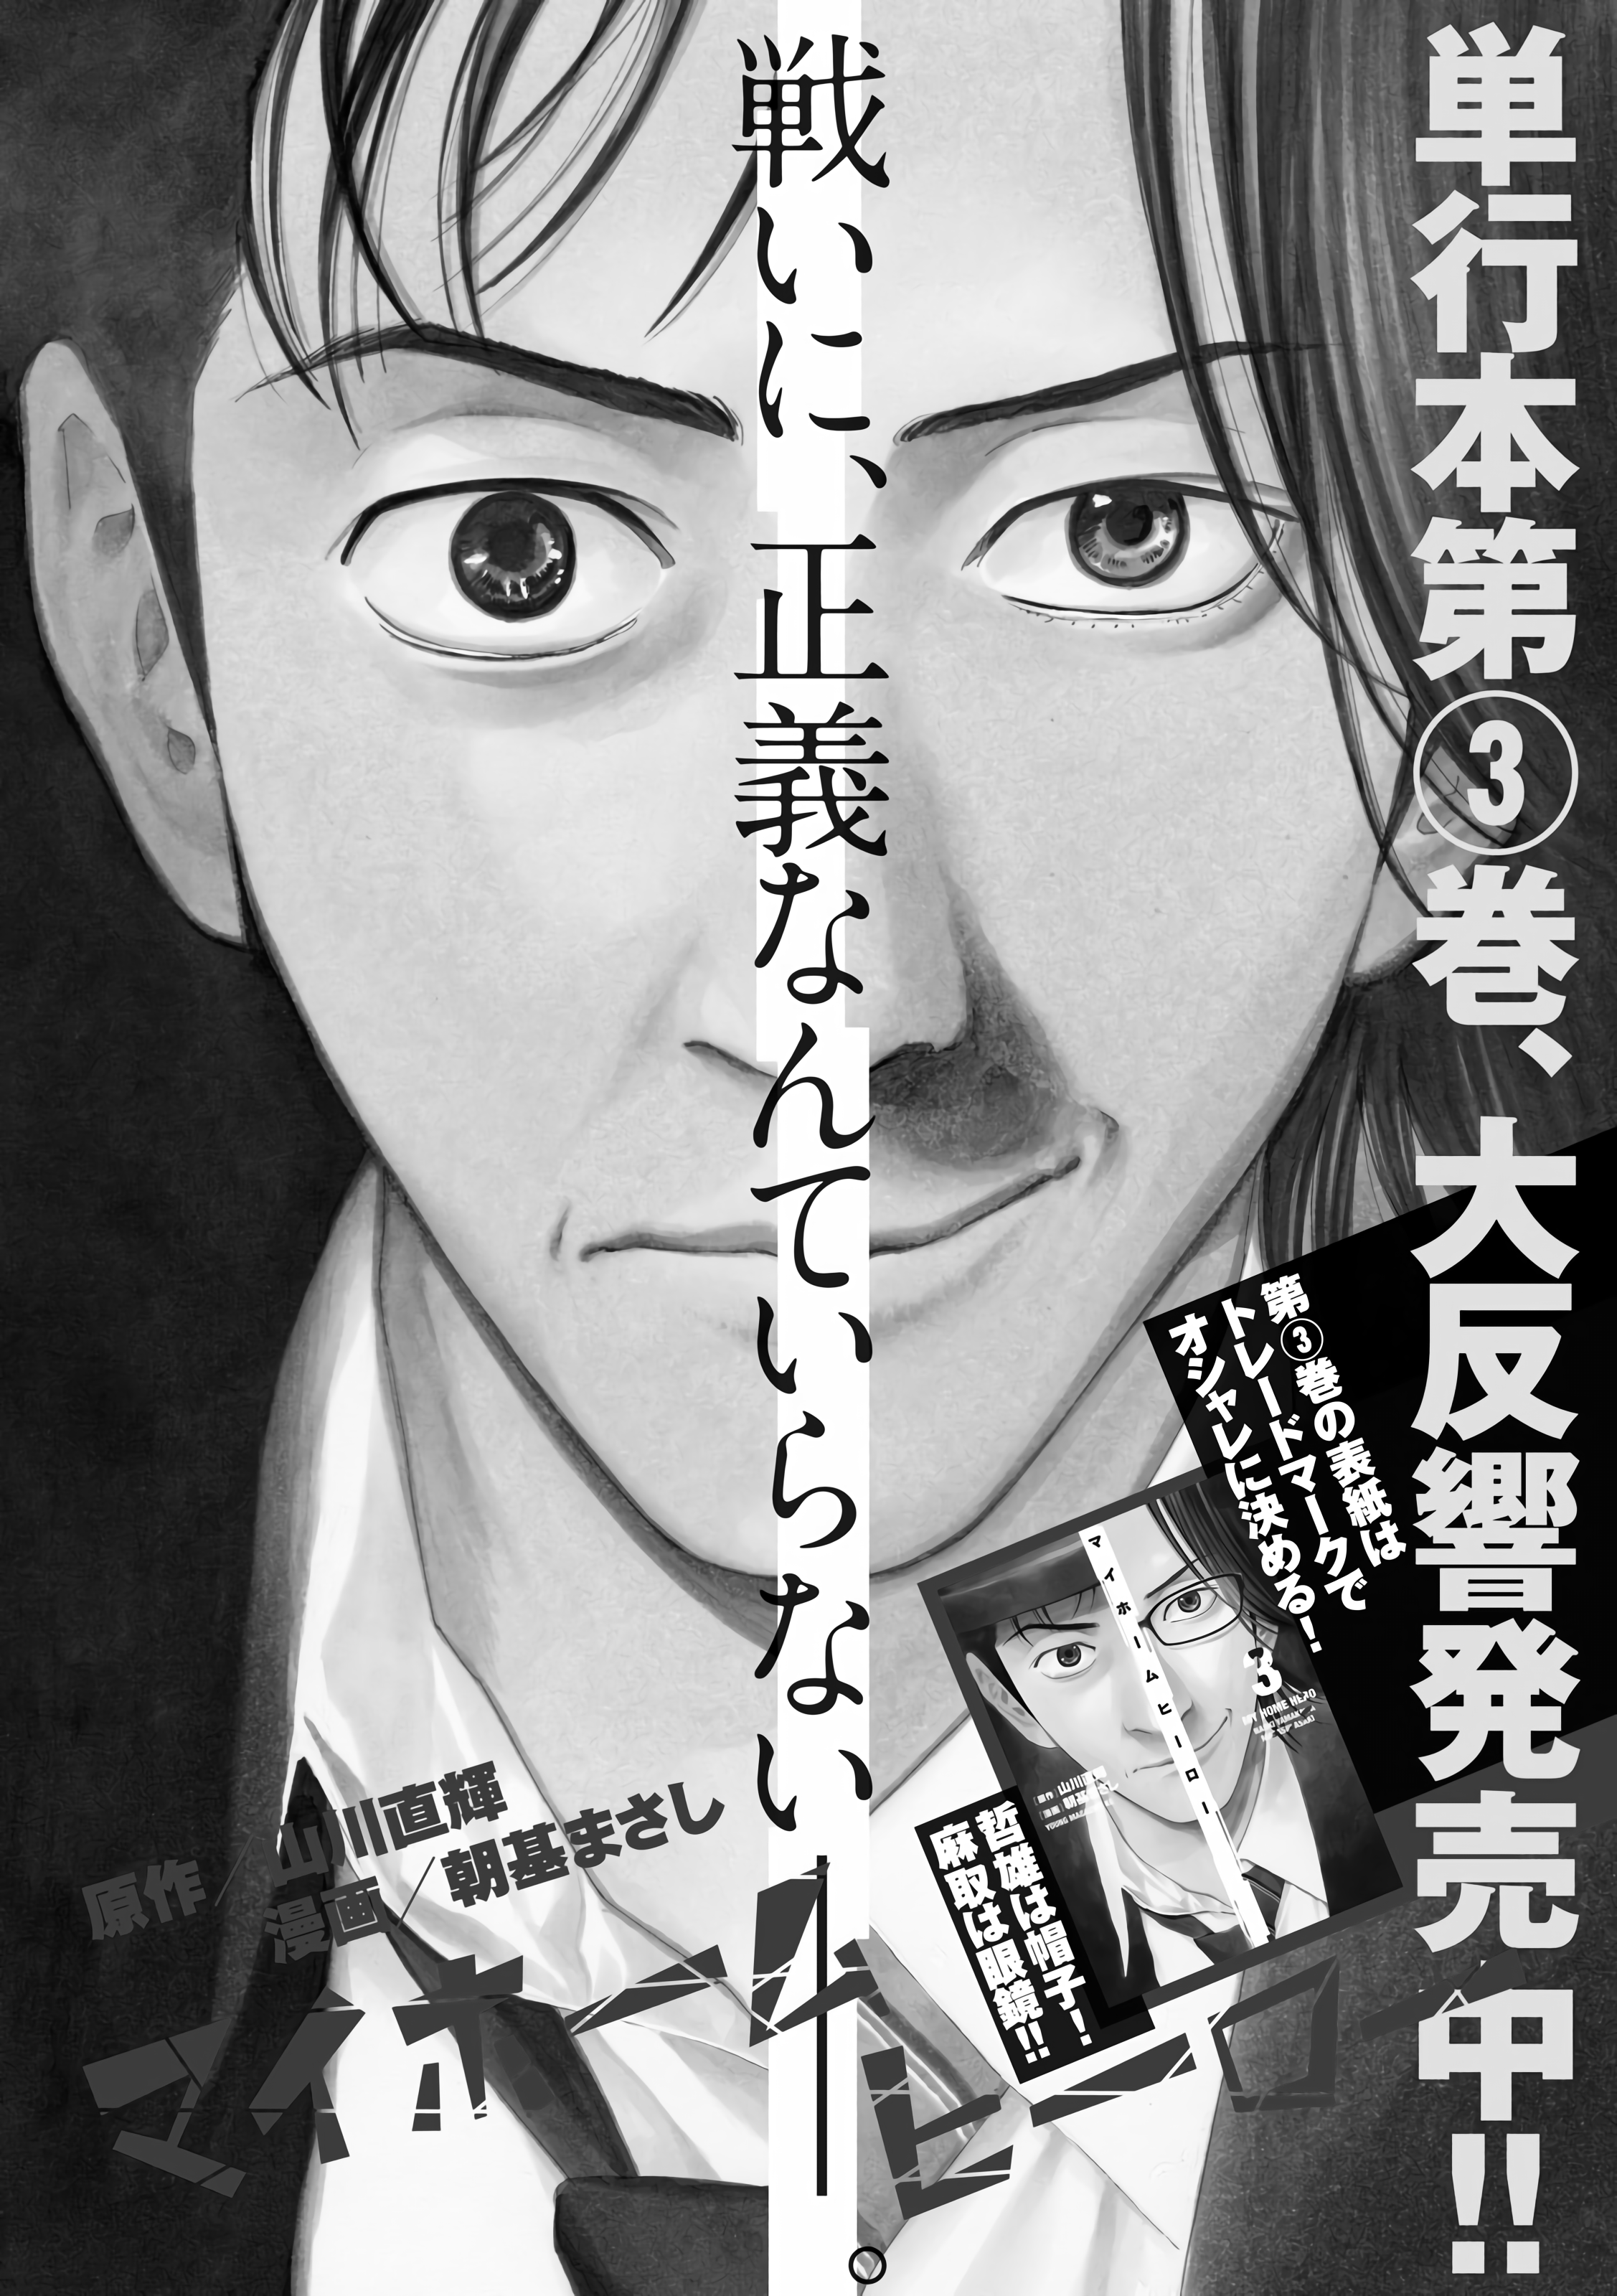 単行本第③巻、大反響発売中!!
戦いに、正義なんていらない――。
第③巻の表紙は
トレードマークで
オシャレに決める!
マイホームヒーロー
3
MY HOME HERO
哲雄は帽子!
麻取は眼鏡!!
原作/山川直輝
漫画/朝基まさし
マイホームヒーロー